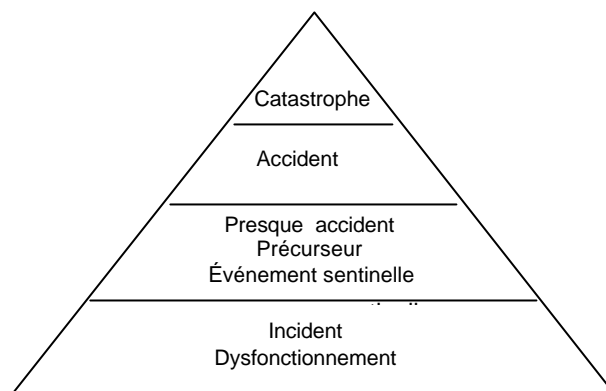 Catastrophe
Accident
Presque accident
Précurseur
Événement sentinelle
Incident
Dysfonctionnement